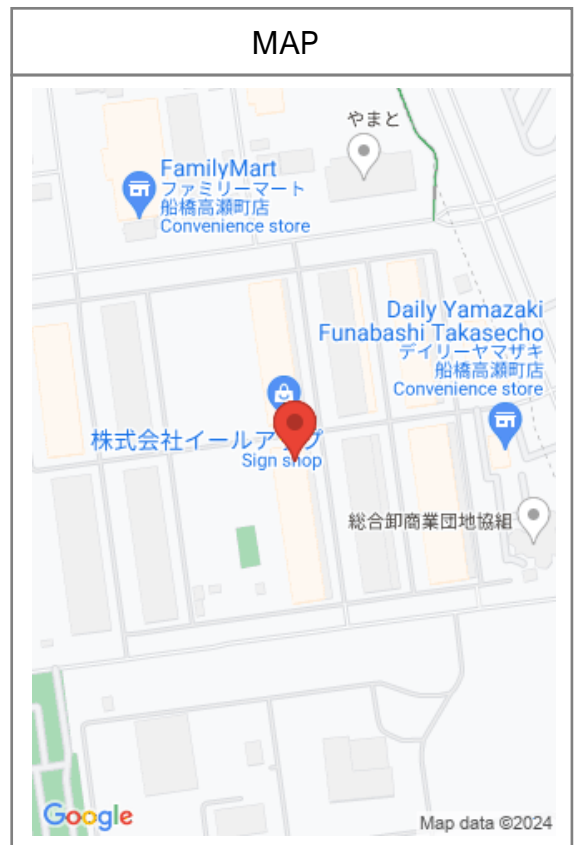 MAP
やまと
FamilyMart
ファミリーマート
船橋高瀬町店
Convenience store
Daily Yamazaki
Funabashi Takasecho
デイリーヤマザキ
船橋高瀬町店
Convenience store
株式会社イールアップ
Sign shop
総合卸商業団地協組
Google
Map data ©2024